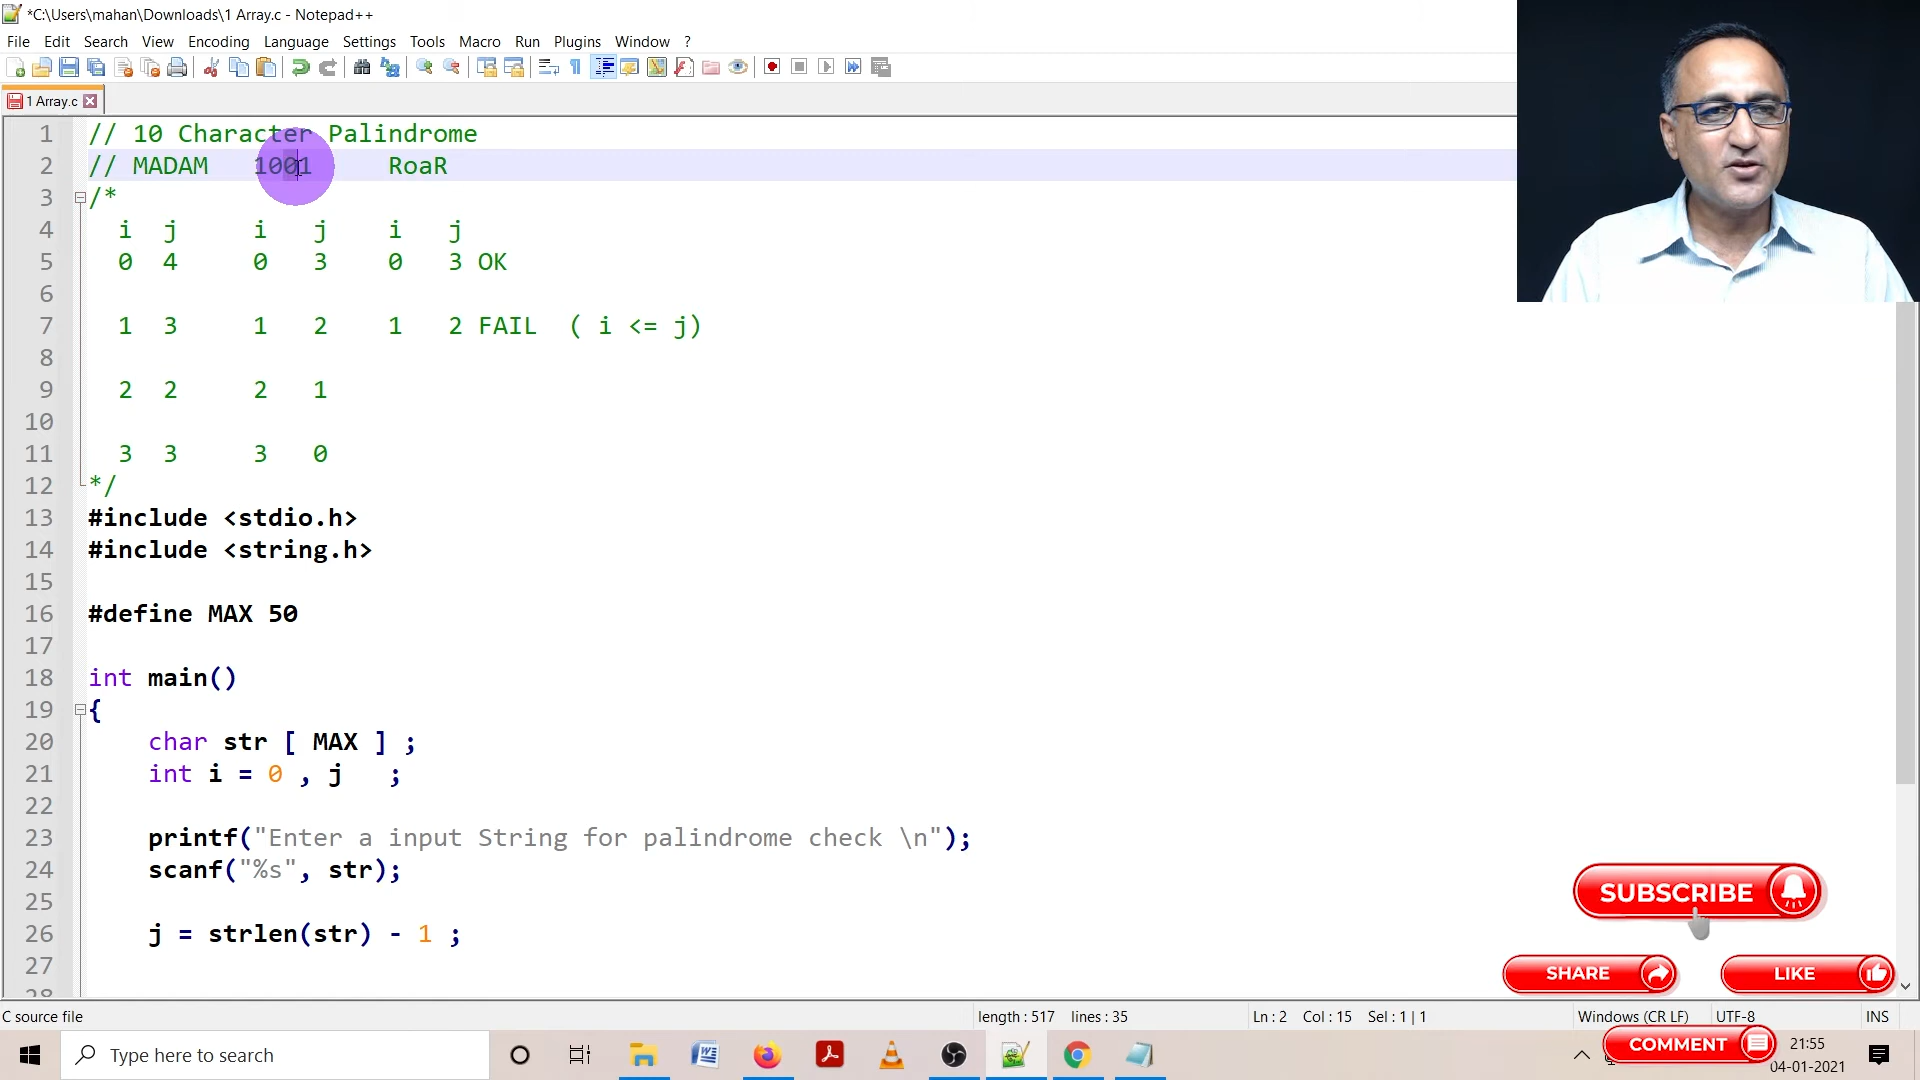 *C:\Users\mahan\Downloads\1 Array.c - Notepad++
File Edit Search View Encoding Language Settings Tools Macro Run Plugins Window ?
1 Array.c
1 // 10 Character Palindrome
2 // MADAM 1001 RoaR
3 /*
4 i j i j i j
5 0 4 0 3 0 3 OK
6
7 1 3 1 2 1 2 FAIL ( i <= j)
8
9 2 2 2 1
10
11 3 3 3 0
12 */
13 #include <stdio.h>
14 #include <string.h>
15
16 #define MAX 50
17
18 int main()
19 {
20 char str [ MAX ] ;
21 int i = 0 , j ;
22
23 printf("Enter a input String for palindrome check \n");
24 scanf("%s", str);
25
26 j = strlen(str) - 1 ;
27
28
SUBSCRIBE
SHARE LIKE
C source file length : 517 lines : 35 Ln : 2 Col : 15 Sel : 1 | 1 Windows (CR LF) UTF-8 INS
COMMENT
Type here to search
21:55
04-01-2021